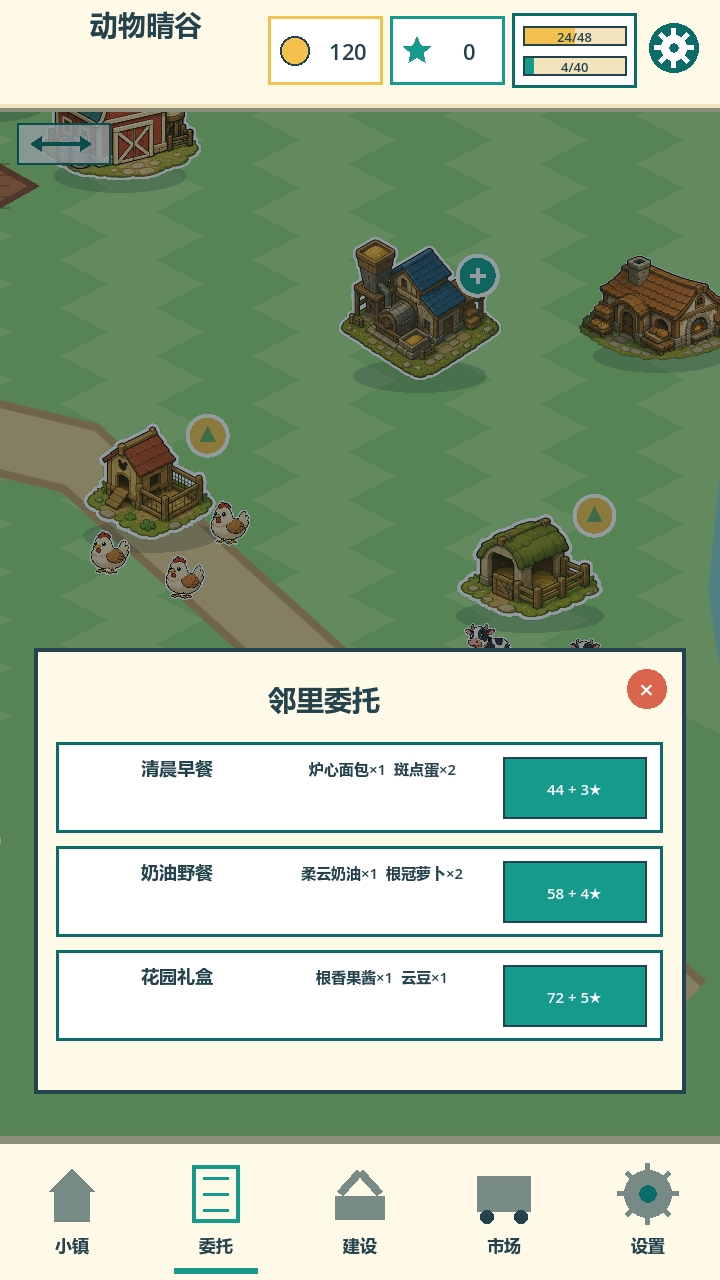 动物晴谷
120
0
24/48
4/40
邻里委托
×
清晨早餐 炉心面包×1 斑点蛋×2 44 + 3★
奶油野餐 柔云奶油×1 根冠萝卜×2 58 + 4★
花园礼盒 根香果酱×1 云豆×1 72 + 5★
小镇 委托 建设 市场 设置